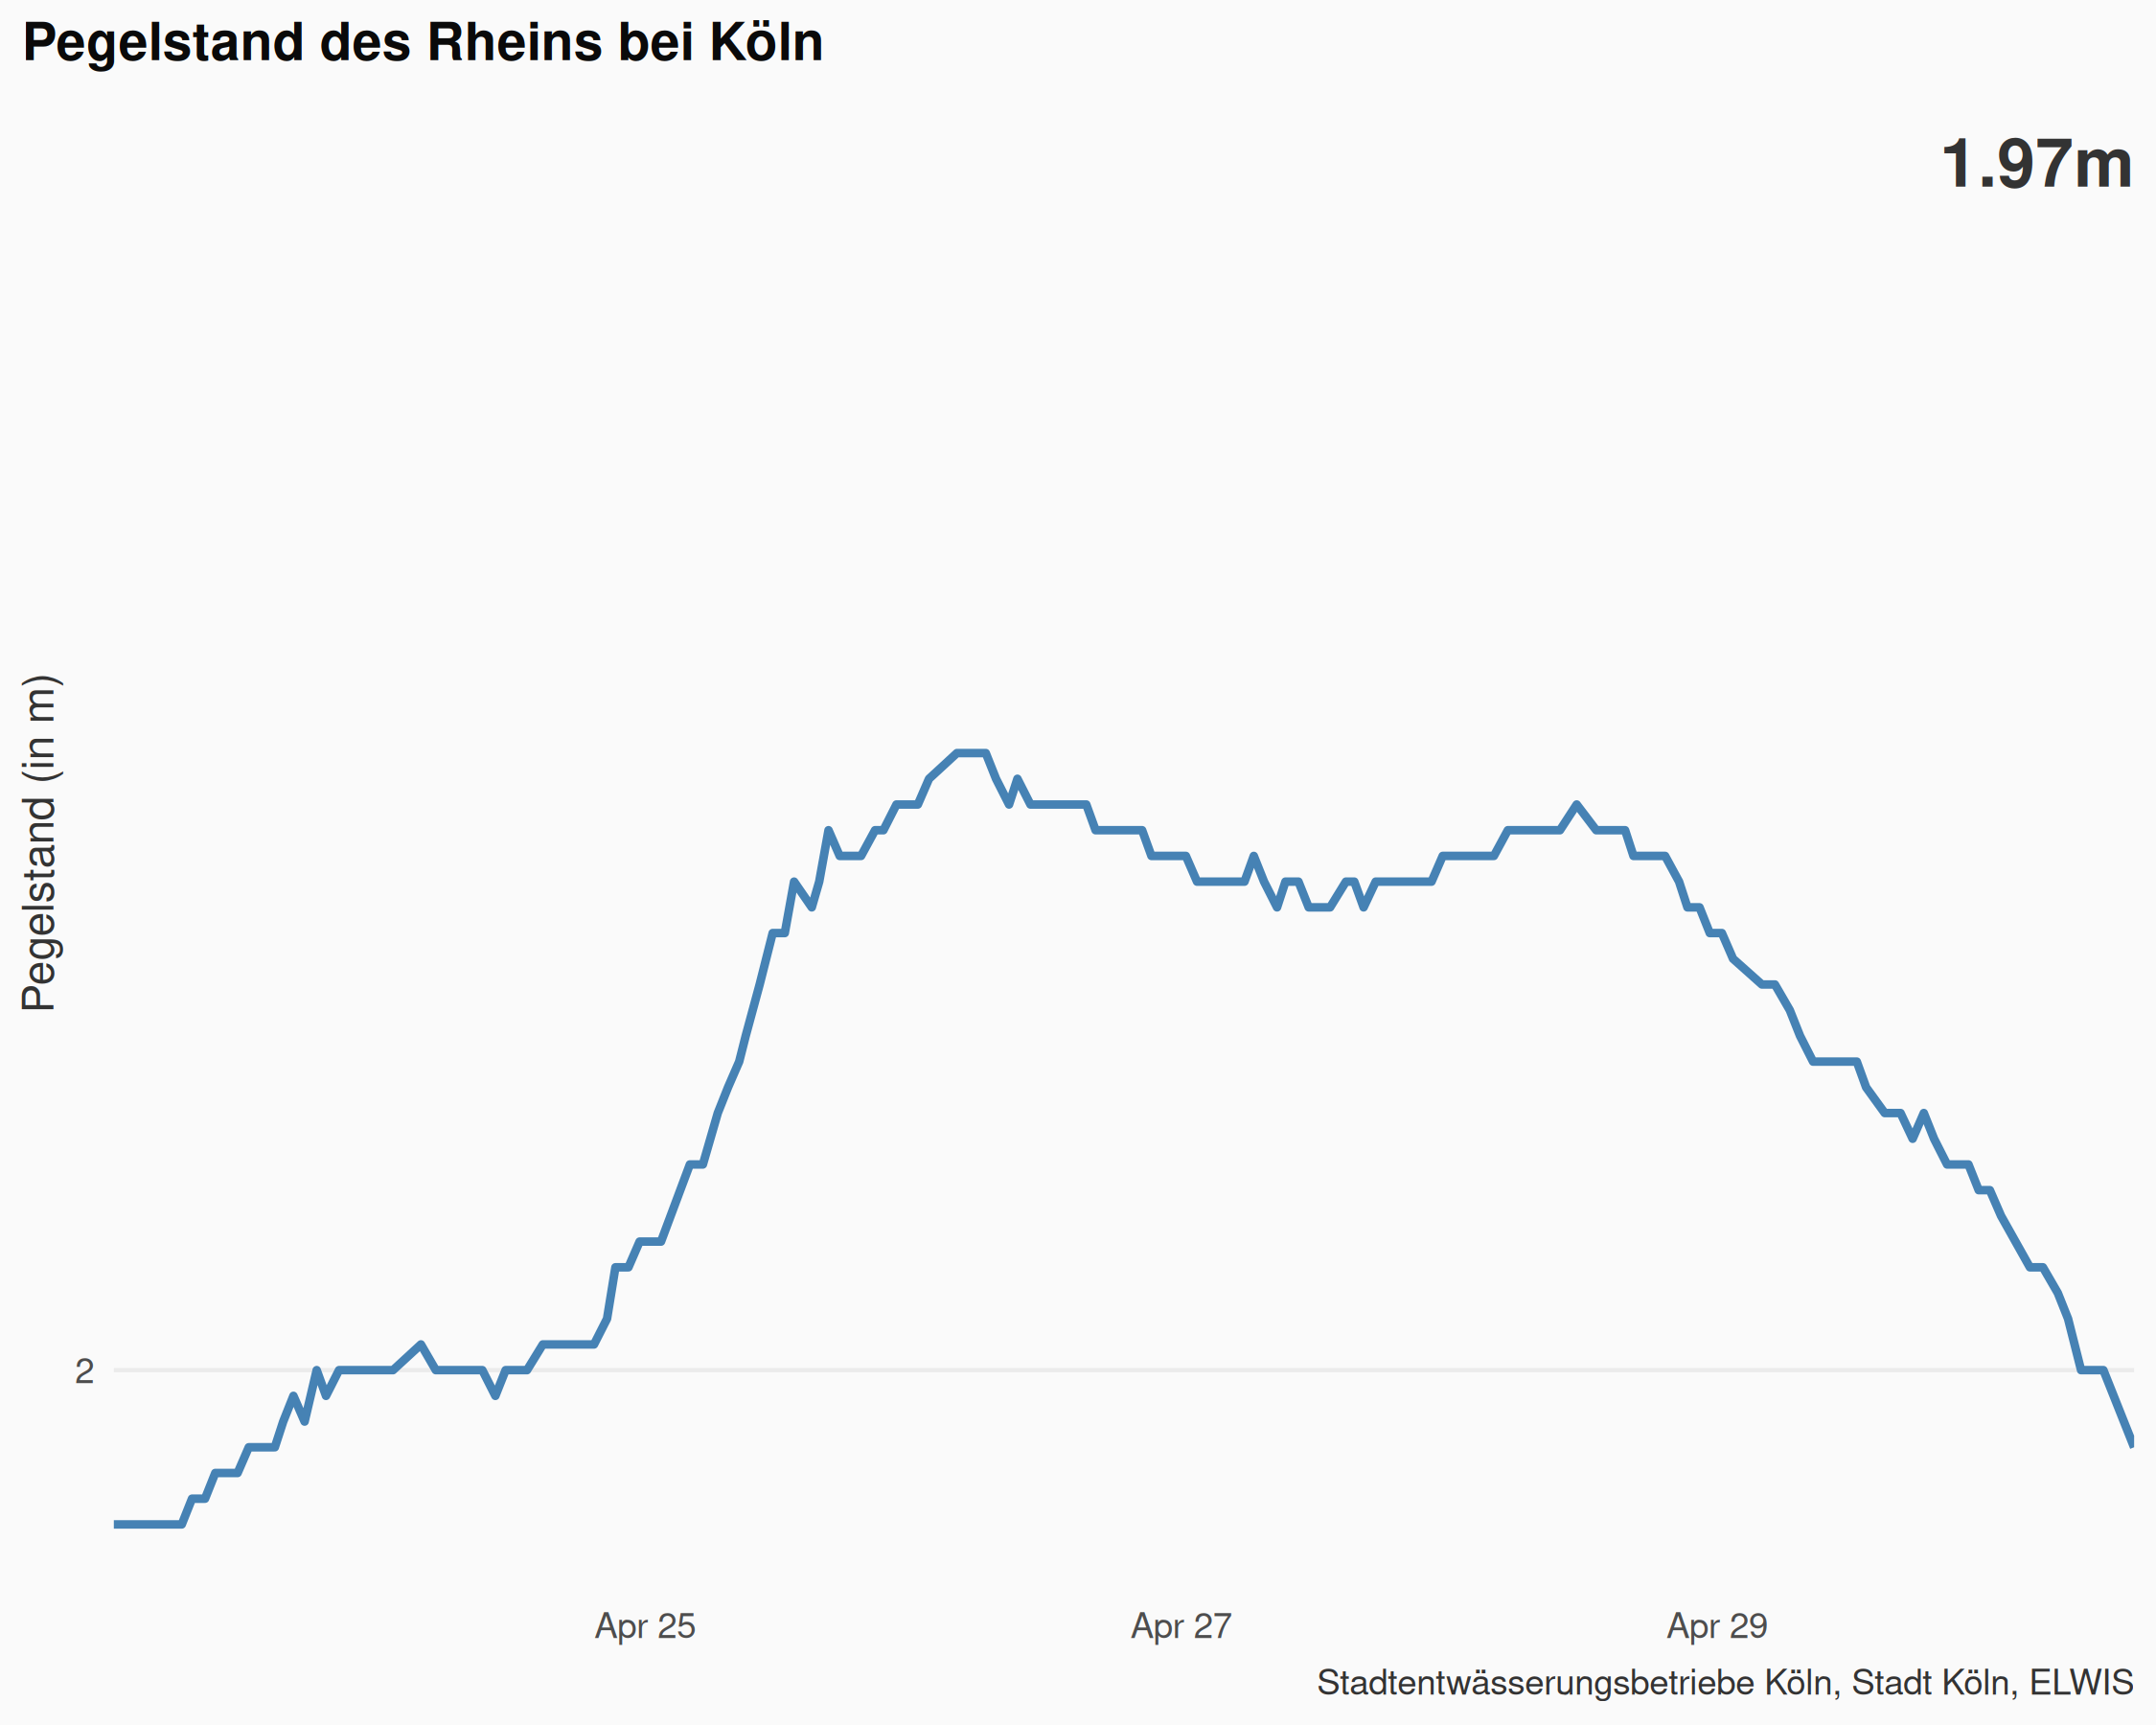 Pegelstand des Rheins bei Köln
1.97m
Pegelstand (in m)
2
Apr 25
Apr 27
Apr 29
Stadtentwässerungsbetriebe Köln, Stadt Köln, ELWIS